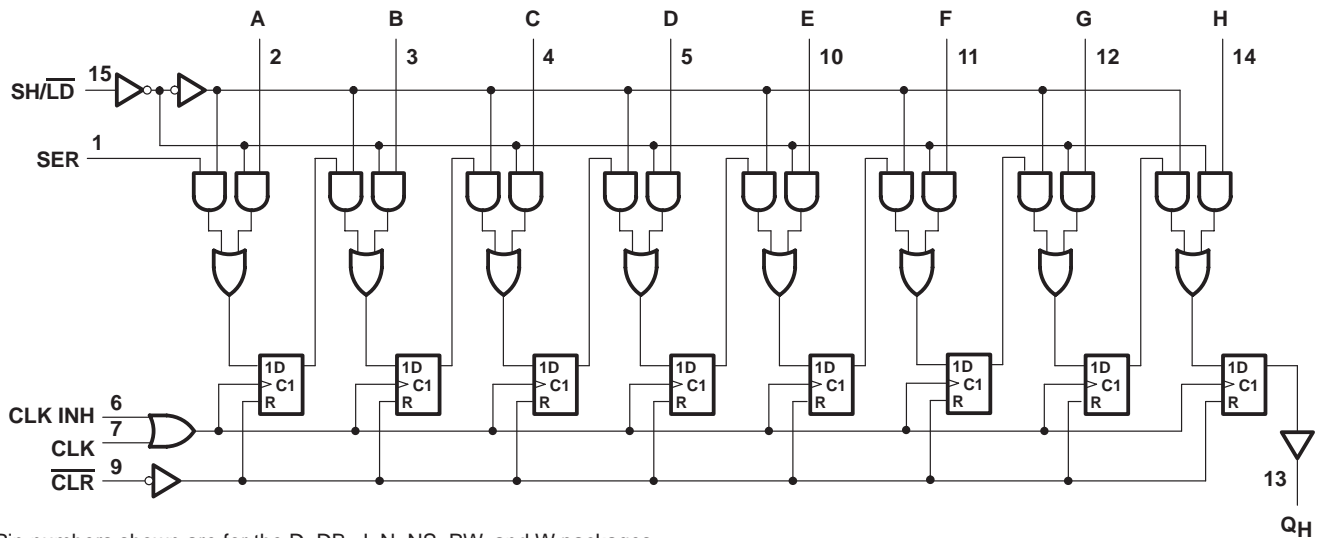 A B C D E F G H
2 3 4 5 10 11 12 14
SH/LD 15
SER 1
1D 1D 1D 1D 1D 1D 1D 1D
C1 C1 C1 C1 C1 C1 C1 C1
R R R R R R R R
CLK INH 6
CLK 7
CLR 9
13
QH